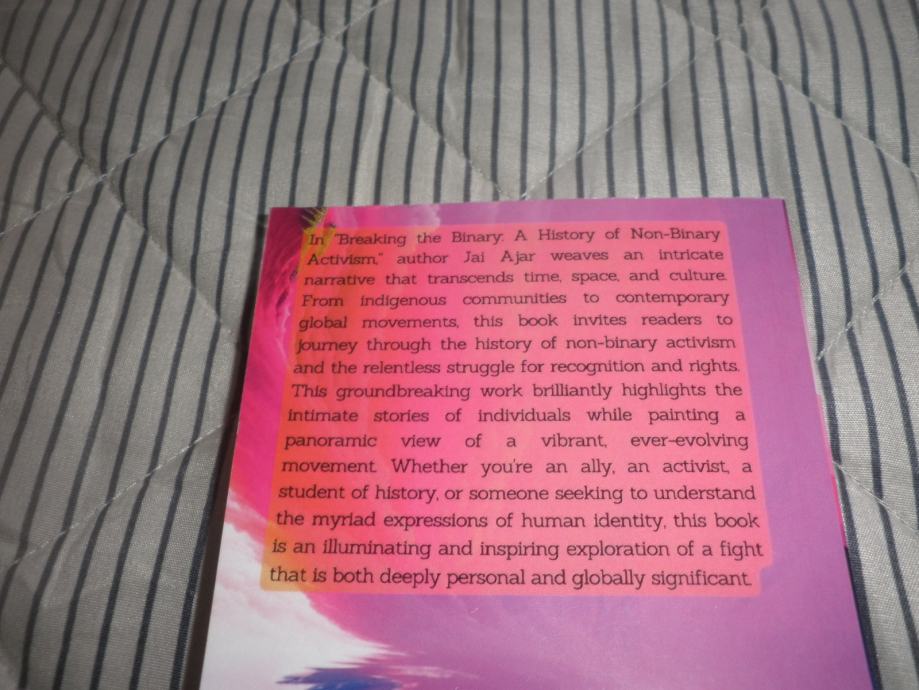 In "Breaking the Binary: A History of Non-Binary
Activism," author Jai Ajar weaves an intricate
narrative that transcends time, space, and culture.
From indigenous communities to contemporary
global movements, this book invites readers to
journey through the history of non-binary activism
and the relentless struggle for recognition and rights.
This groundbreaking work brilliantly highlights the
intimate stories of individuals while painting a
panoramic view of a vibrant, ever-evolving
movement. Whether you're an ally, an activist, a
student of history, or someone seeking to understand
the myriad expressions of human identity, this book
is an illuminating and inspiring exploration of a fight
that is both deeply personal and globally significant.